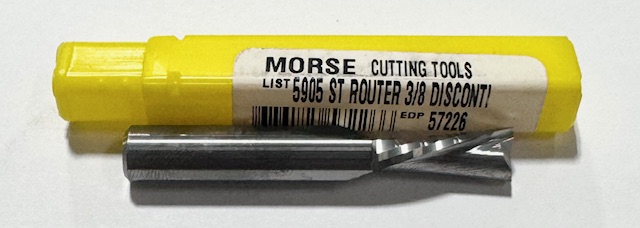 MORSE CUTTING TOOLS
LIST 5905 ST ROUTER 3/8 DISCONTI
EDP 57226